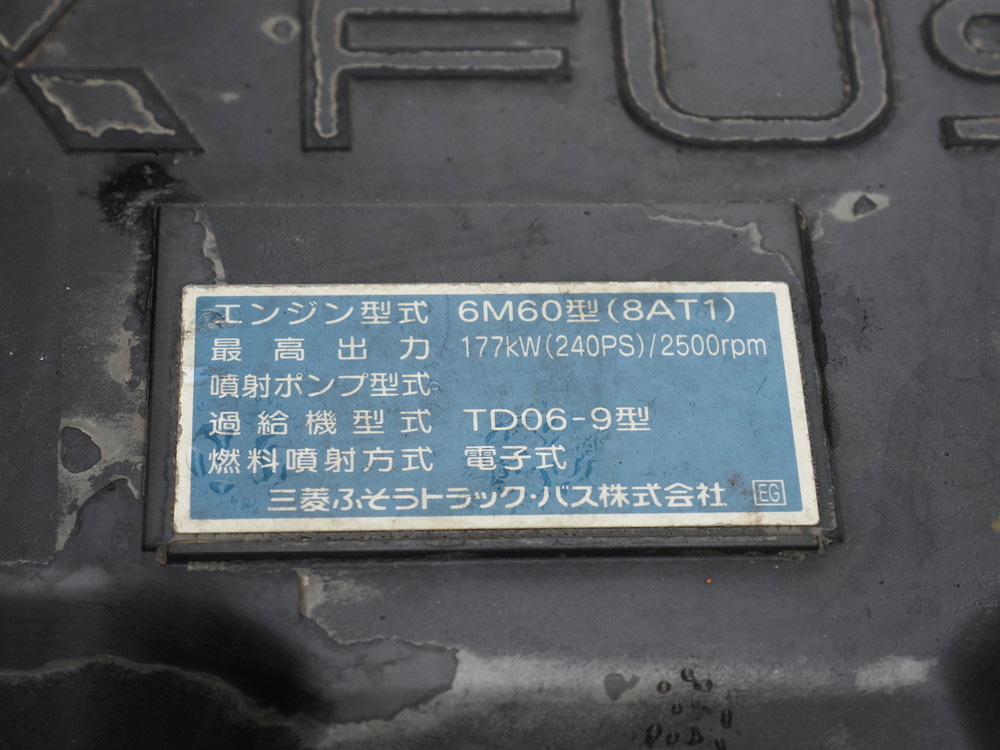 FUS
エンジン型式 6M60型(8AT1)
最高出力 177kW(240PS)/2500rpm
噴射ポンプ型式
過給機型式 TD06-9型
燃料噴射方式 電子式
三菱ふそうトラック・バス株式会社 EG